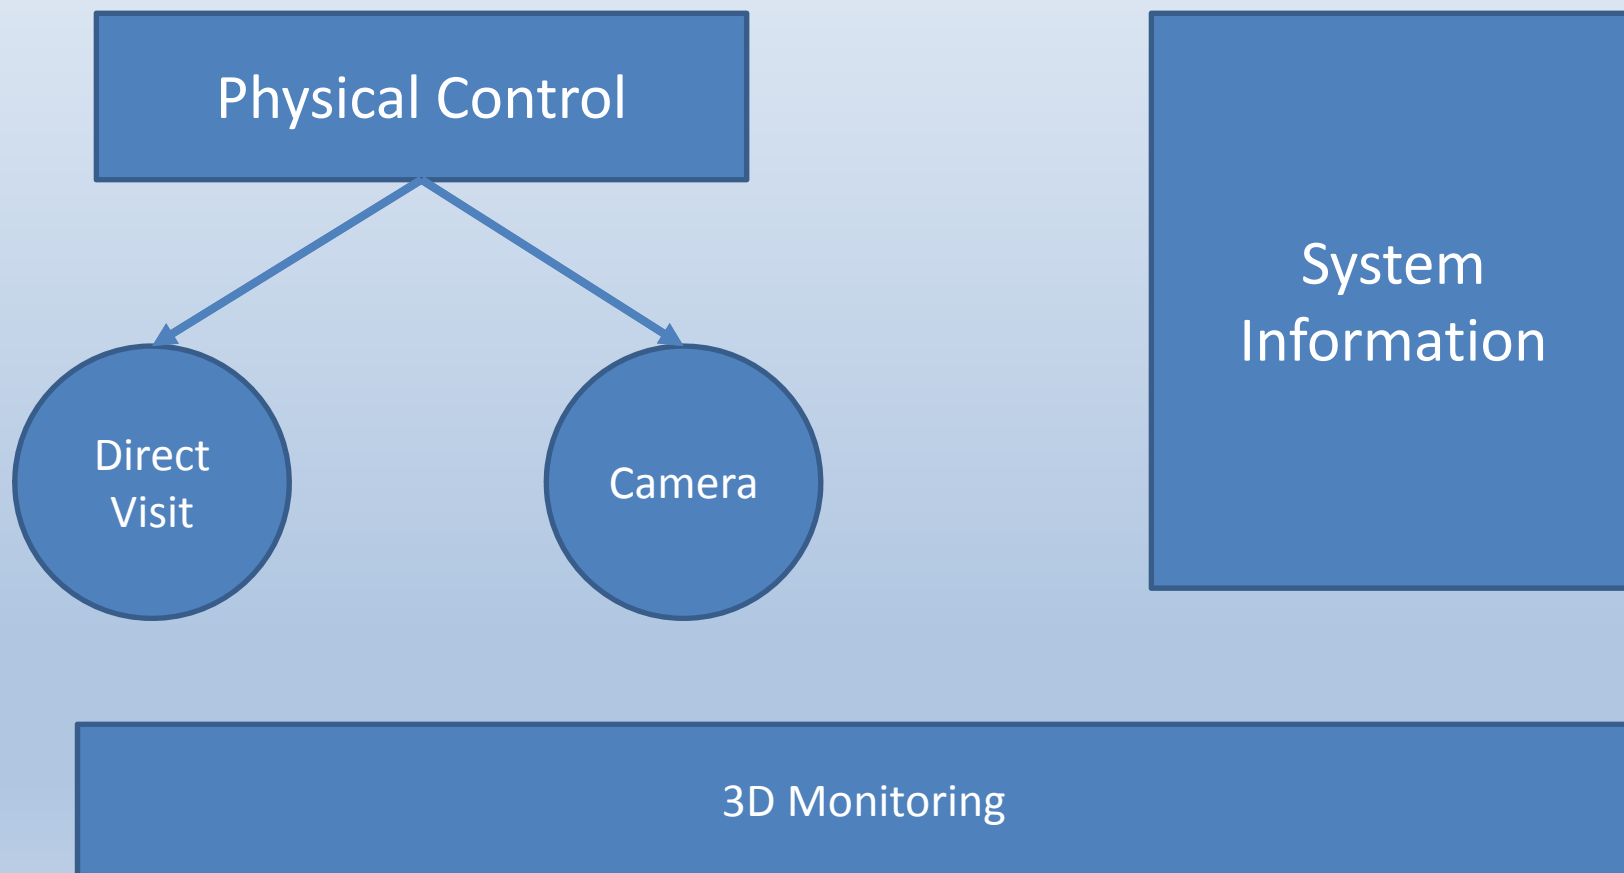 Physical Control
System
Information
Direct
Visit
Camera
3D Monitoring